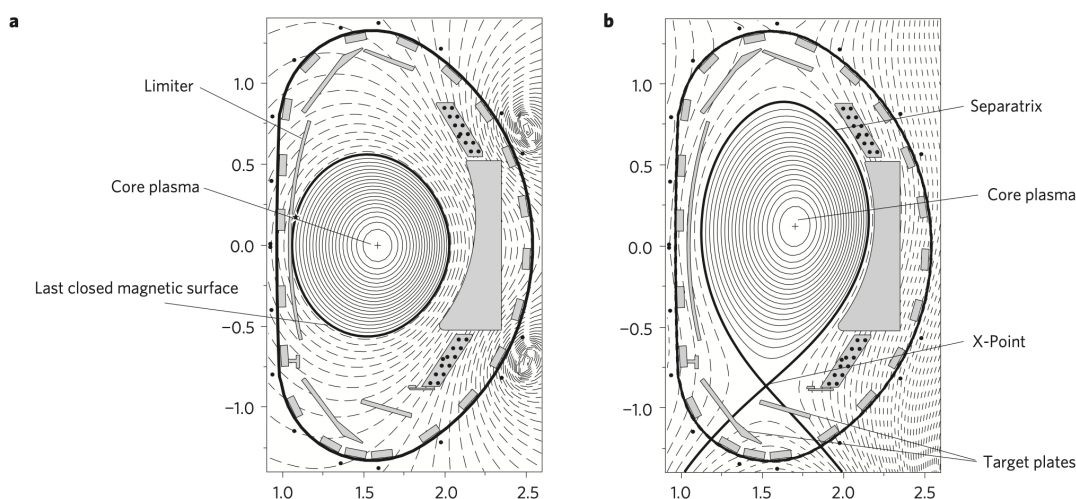 a
Limiter
Core plasma
Last closed magnetic surface
1.0
0.5
0.0
−0.5
−1.0
1.0 1.5 2.0 2.5
b
1.0
0.5
0.0
−0.5
−1.0
1.0 1.5 2.0 2.5
Separatrix
Core plasma
X-Point
Target plates